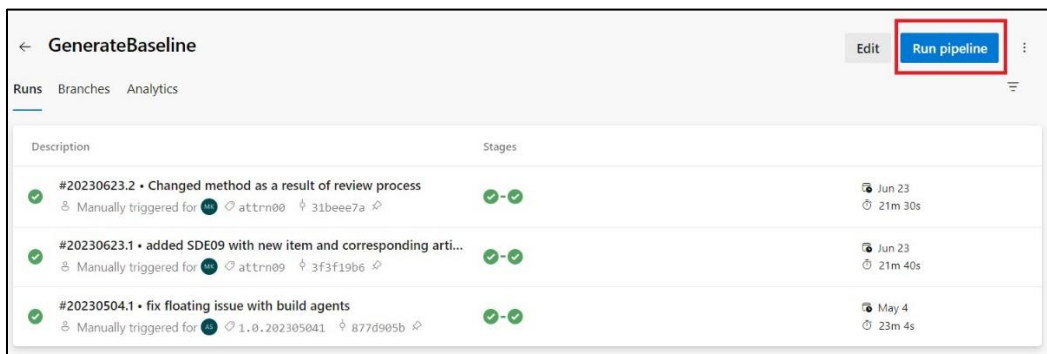 GenerateBaseline
Edit
Run pipeline
Runs Branches Analytics
Description Stages
#20230623.2 • Changed method as a result of review process
Manually triggered for MK attrn00 31beee7a
Jun 23
21m 30s
#20230623.1 • added SDE09 with new item and corresponding arti...
Manually triggered for MK attrn09 3f3f19b6
Jun 23
21m 40s
#20230504.1 • fix floating issue with build agents
Manually triggered for AS 1.0.202305041 877d905b
May 4
23m 4s